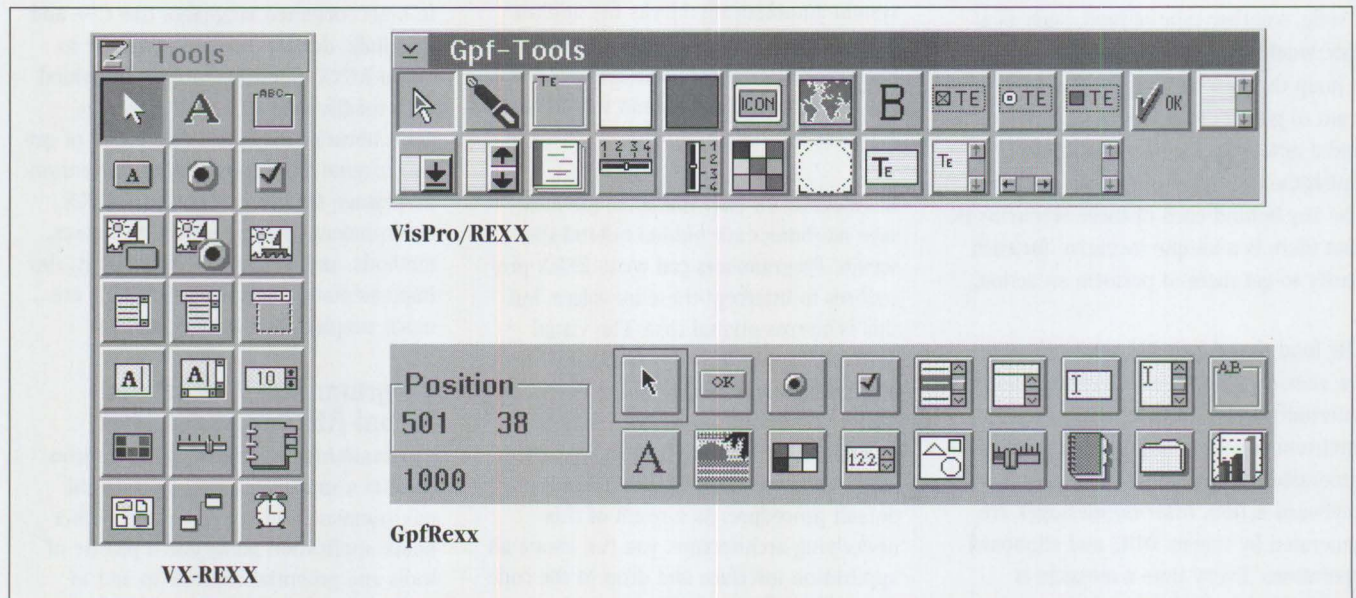 Tools
A
ABC
A
A
A
10
VX-REXX
Gpf-Tools
TE
ICON
B
TE
TE
TE
OK
1 2 3 4
1
2
3
4
TE
TE
VisPro/REXX
Position
501 38
1000
OK
AB
A
122
GpfRexx